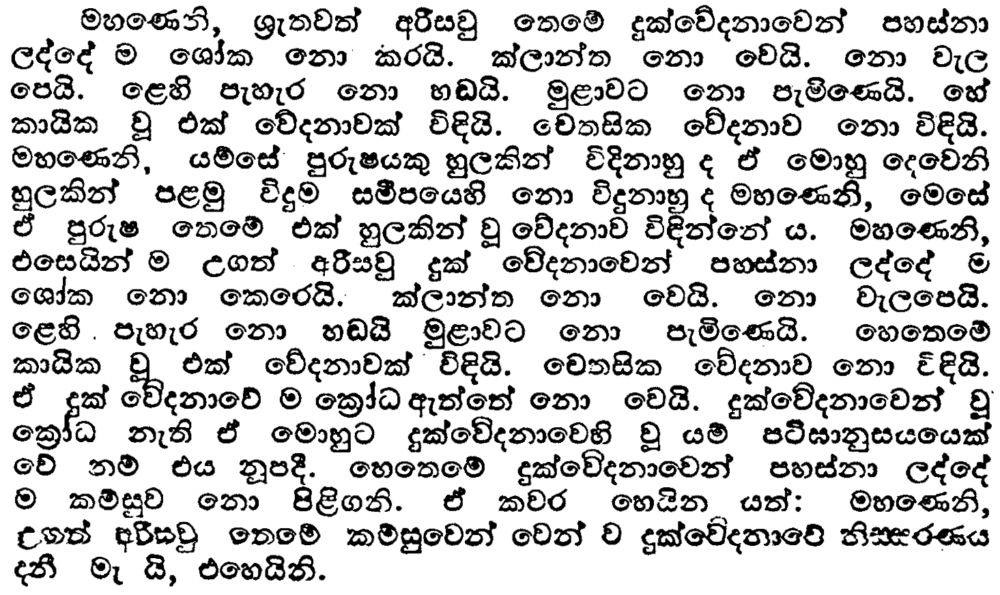 මහණෙනි, ශ්‍රැතවත් අරිසවු තෙමේ දුක්වේදනාවෙන් පහස්නා
ලද්දේ ම ශෝක නො කරයි. ක්ලාන්ත නො වෙයි. නො වැල
පෙයි. ළෙහි පැහැර නො හඬයි. මුළාවට නො පැමිණෙයි. හේ
කායික වූ එක් වේදනාවක් විඳියි. චෙතසික වේදනාව නො විඳියි.
මහණෙනි, යම්සේ පුරුෂයකු හුලකින් විදිනාහු ද ඒ මොහු දෙවෙනි
හුලකින් පළමු විදුම සමීපයෙහි නො විදුනාහු ද මහණෙනි, මෙසේ
ඒ පුරුෂ තෙමේ එක් හුලකින් වූ වේදනාව විඳින්නේ ය. මහණෙනි,
එසෙයින් ම උගත් අරිසවු දුක් වේදනාවෙන් පහස්නා ලද්දේ ම
ශෝක නො කෙරෙයි. ක්ලාන්ත නො වෙයි. නො වැලපෙයි.
ළෙහි පැහැර නො හඬයි මුළාවට නො පැමිණෙයි. හෙතෙමේ
කායික වූ එක් වේදනාවක් විඳියි. චෙතසික වේදනාව නො විඳියි.
ඒ දුක් වේදනාවේ ම ක්‍රෝධ ඇත්තේ නො වෙයි. දුක්වේදනාවෙන් වූ
ක්‍රෝධ නැති ඒ මොහුට දුක්වේදනාවෙහි වූ යම් පටිඝානුසයයෙක්
වේ නම් එය නූපදී. හෙතෙමේ දුක්වේදනාවෙන් පහස්නා ලද්දේ
ම කම්සුව නො පිළිගනි. ඒ කවර හෙයින යත්: මහණෙනි,
උගත් අරිසවු තෙමේ කම්සුවෙන් වෙන් ව දුක්වේදනාවේ නිස්සරණය
දනී මැ යි, එහෙයිනි.